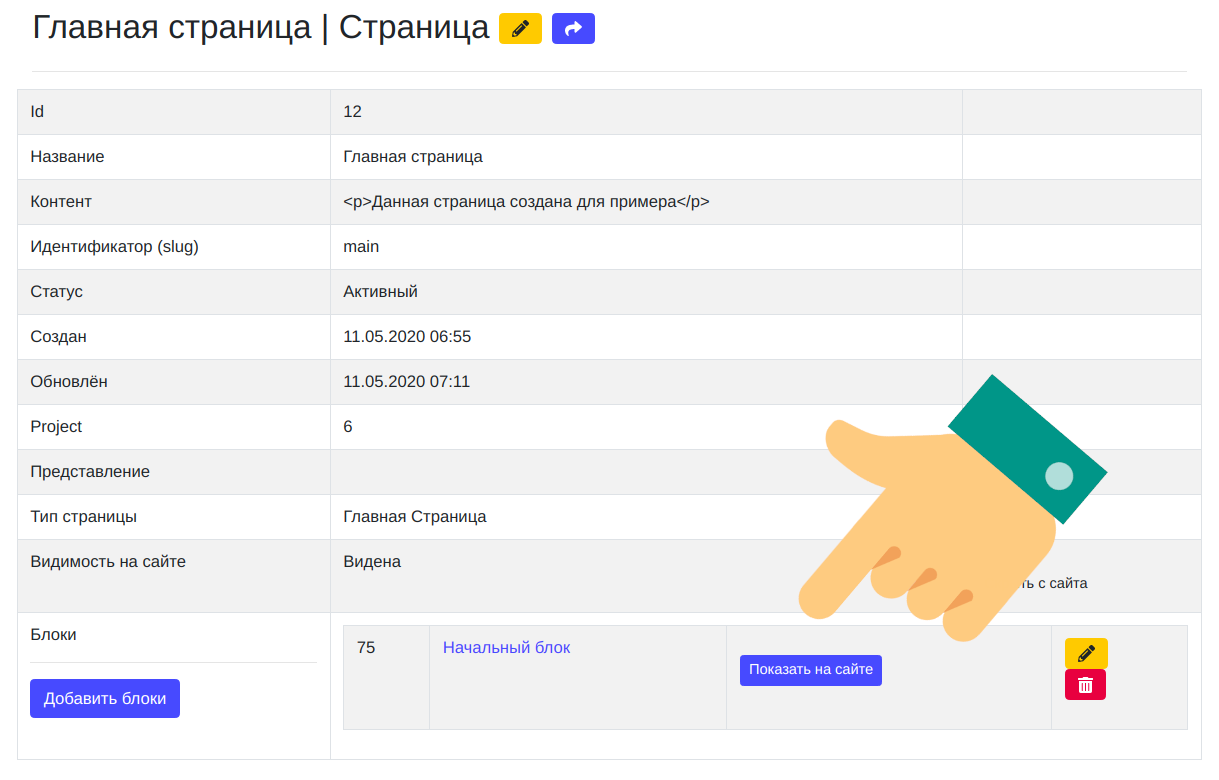 Главная страница | Страница
Id 12
Название Главная страница
Контент <p>Данная страница создана для примера</p>
Идентификатор (slug) main
Статус Активный
Создан 11.05.2020 06:55
Обновлён 11.05.2020 07:11
Project 6
Представление
Тип страницы Главная Страница
Видимость на сайте Видена
с сайта
Блоки
75 Начальный блок Показать на сайте
Добавить блоки